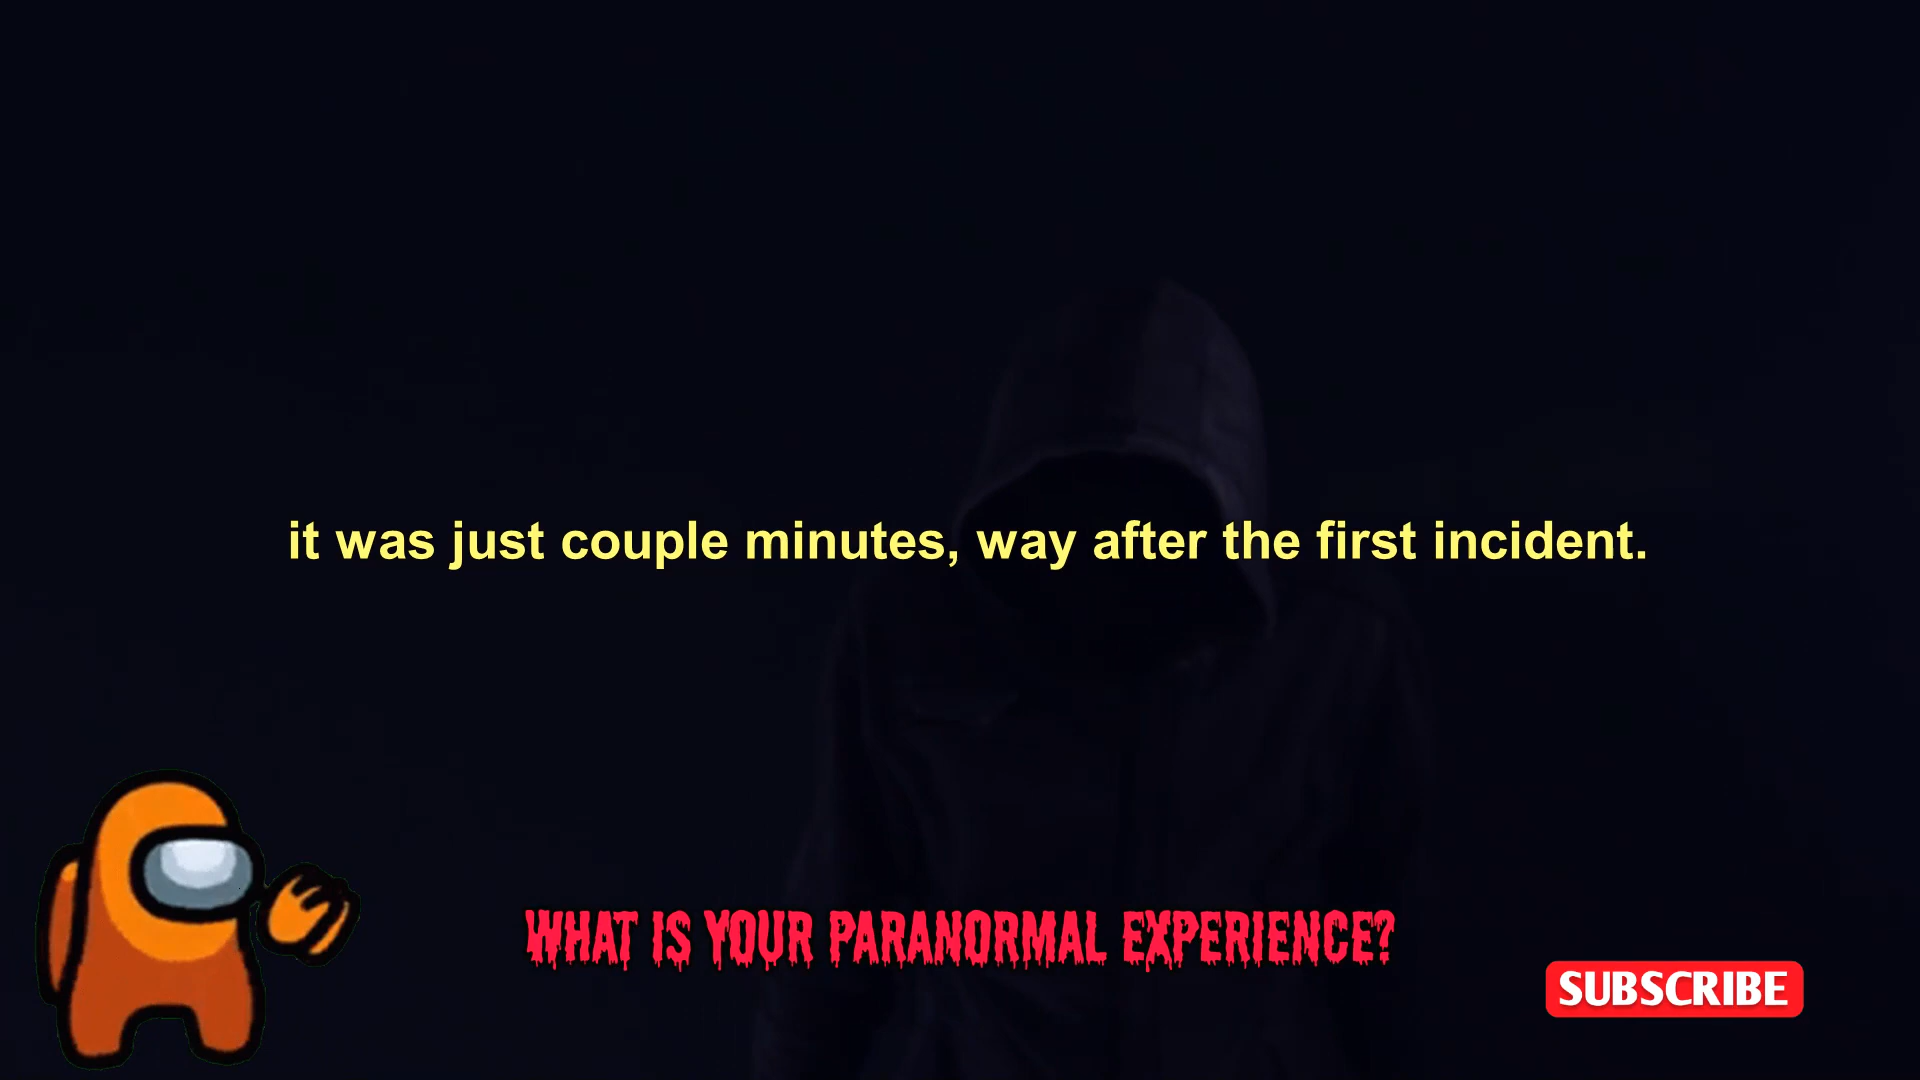 it was just couple minutes, way after the first incident.
WHAT IS YOUR PARANORMAL EXPERIENCE?
SUBSCRIBE